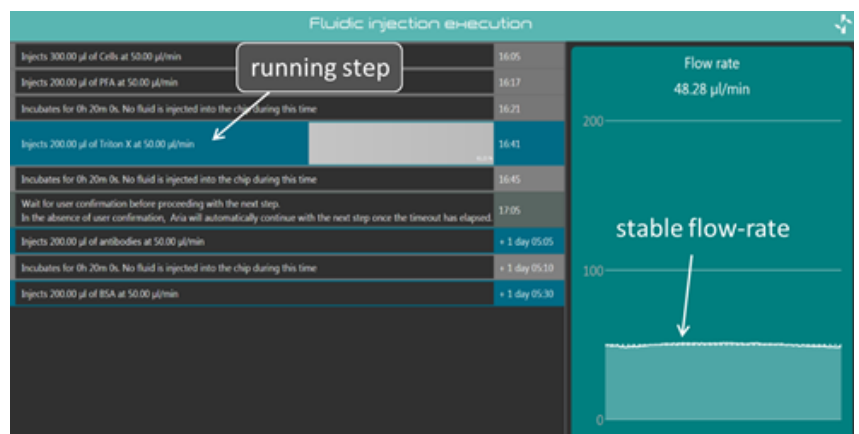 Fluidic injection execution
Injects 300.00 µl of Cells at 50.00 µl/min 16:05
running step
Injects 200.00 µl of PFA at 50.00 µl/min 16:17
Incubates for 0h 20m 0s. No fluid is injected into the chip during this time 16:21
Injects 200.00 µl of Triton X at 50.00 µl/min 16:41
Incubates for 0h 20m 0s. No fluid is injected into the chip during this time 16:45
Wait for user confirmation before proceeding with the next step.
In the absence of user confirmation, Aria will automatically continue with the next step once the timeout has elapsed. 17:05
Injects 200.00 µl of antibodies at 50.00 µl/min + 1 day 05:05
Incubates for 0h 20m 0s. No fluid is injected into the chip during this time + 1 day 05:10
Injects 200.00 µl of BSA at 50.00 µl/min + 1 day 05:30
Flow rate
48.28 µl/min
200
stable flow-rate
100
0